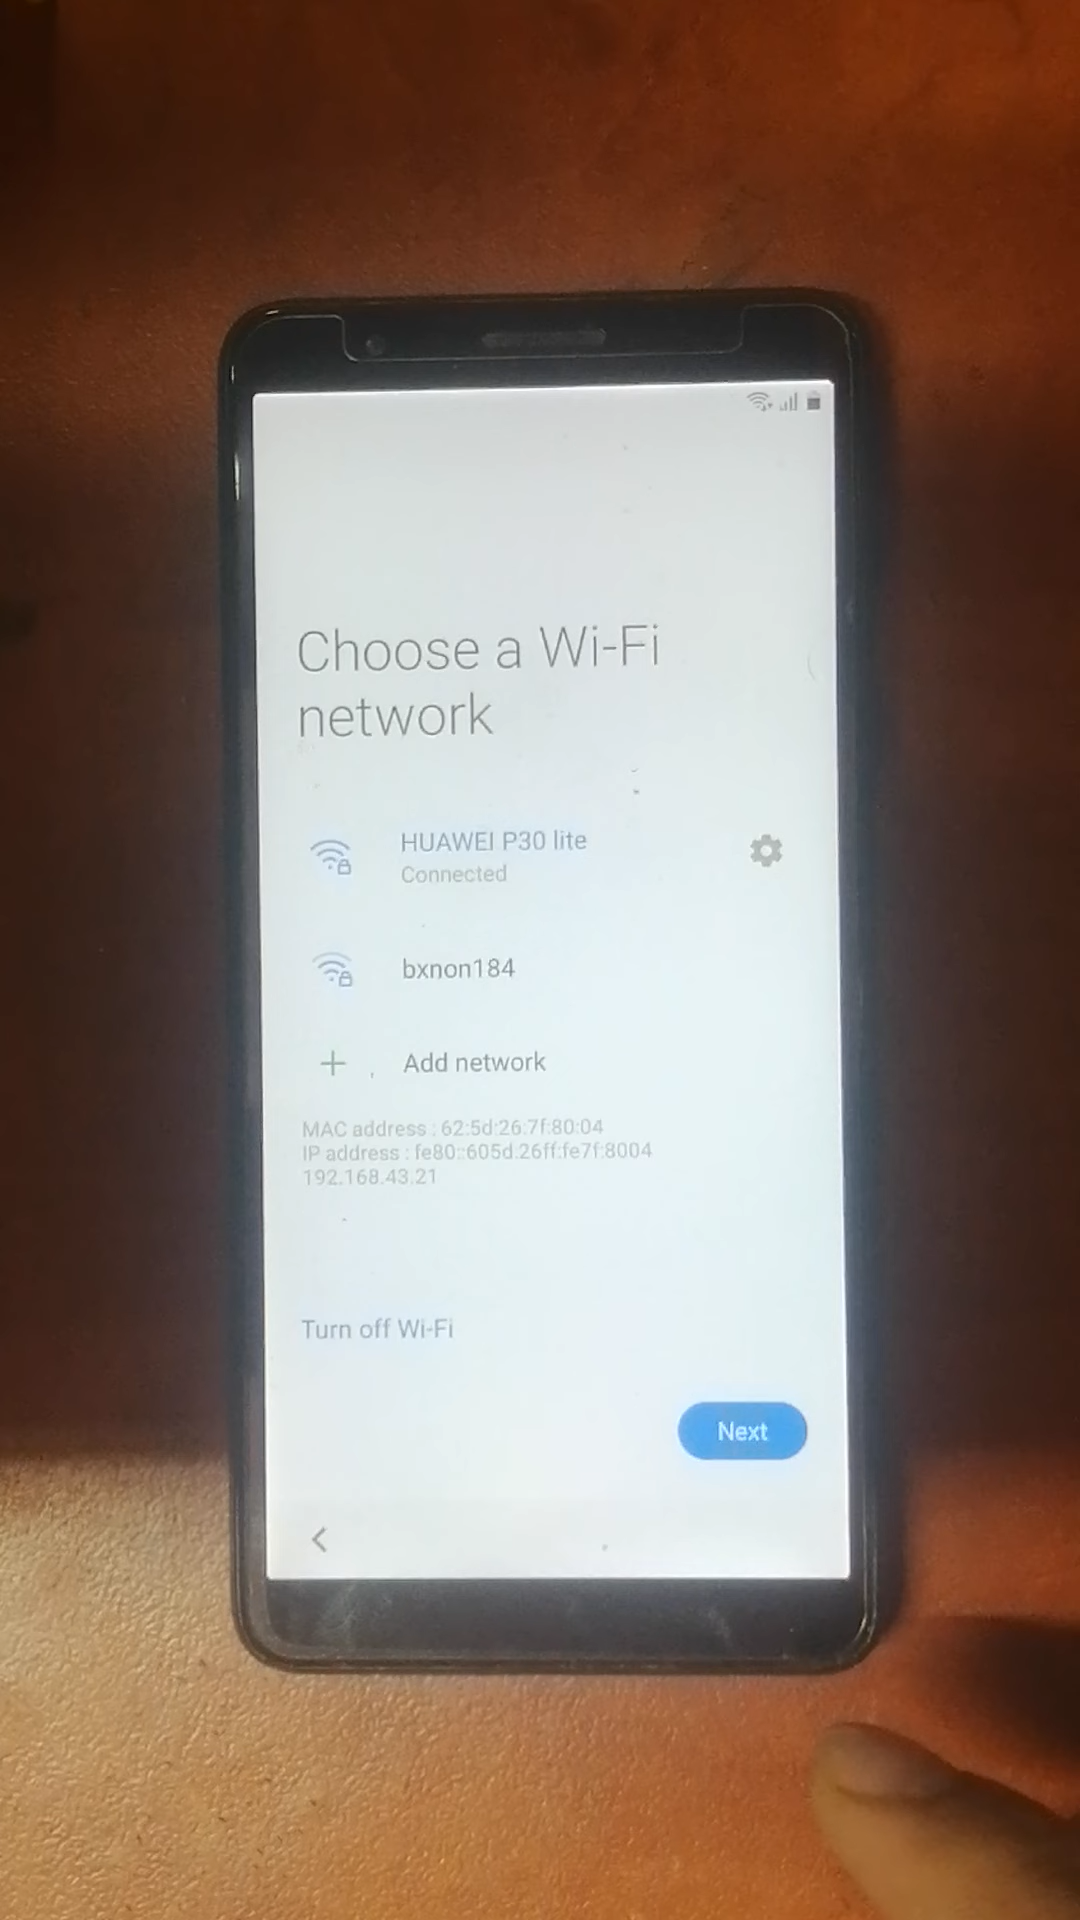 Choose a Wi-Fi
network
HUAWEI P30 lite
Connected
bxnon184
Add network
MAC address : 62:5d:26:7f:80:04
IP address : fe80::605d:26ff:fe7f:8004
192.168.43.21
Turn off Wi-Fi
Next